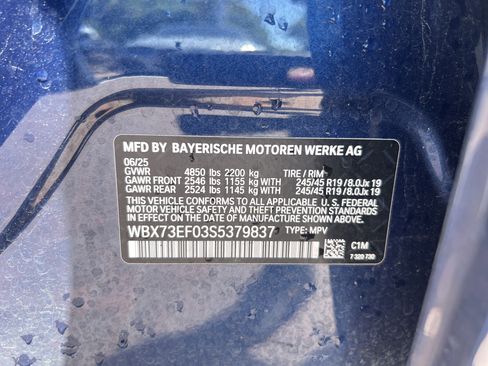 MFD BY BAYERISCHE MOTOREN WERKE AG
06/25
GVWR 4850 lbs 2200 kg TIRE / RIM
GAWR FRONT 2546 lbs 1155 kg WITH 245/45 R19 /8.0Jx 19
GAWR REAR 2524 lbs 1145 kg WITH 245/45 R19 /8.0Jx 19
THIS VEHICLE CONFORMS TO ALL APPLICABLE
U. S. FEDERAL MOTOR VEHICLE SAFETY, BUMPER,
AND THEFT PREVENTION STANDARDS IN EFFECT ON
THE DATE OF MANUFACTURE SHOWN ABOVE.
WBX73EF03S5379837 TYPE: MPV
C1M
7 320 730